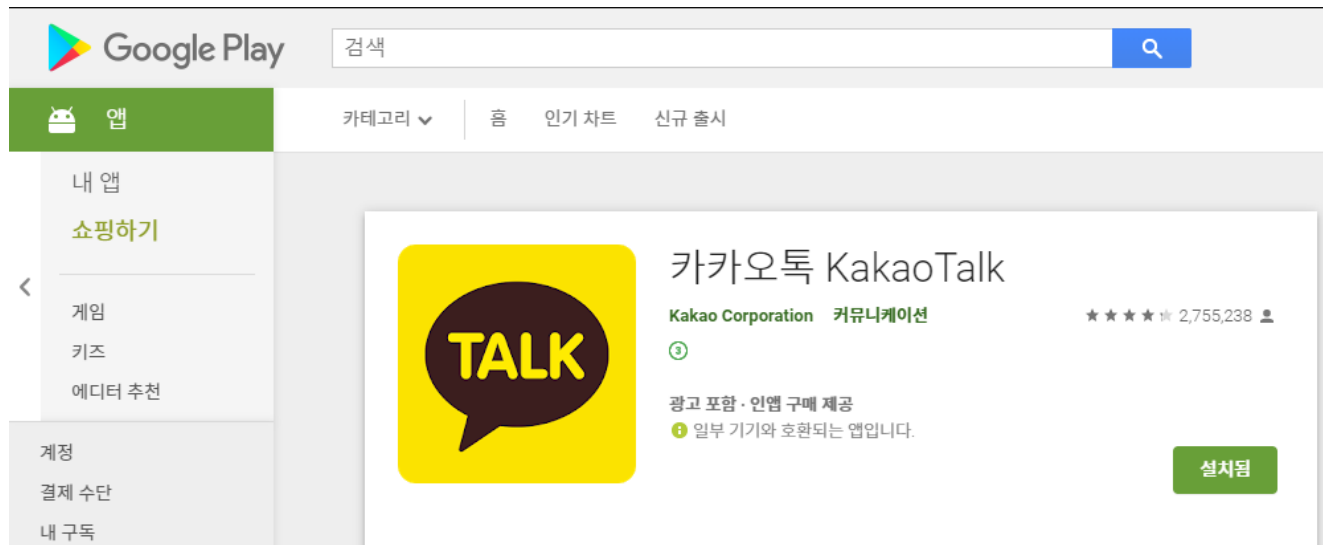 Google Play
검색
앱
카테고리
홈
인기 차트
신규 출시
내 앱
쇼핑하기
게임
키즈
에디터 추천
계정
결제 수단
내 구독
TALK
카카오톡 KakaoTalk
Kakao Corporation 커뮤니케이션
2,755,238
3
광고 포함 · 인앱 구매 제공
일부 기기와 호환되는 앱입니다.
설치됨